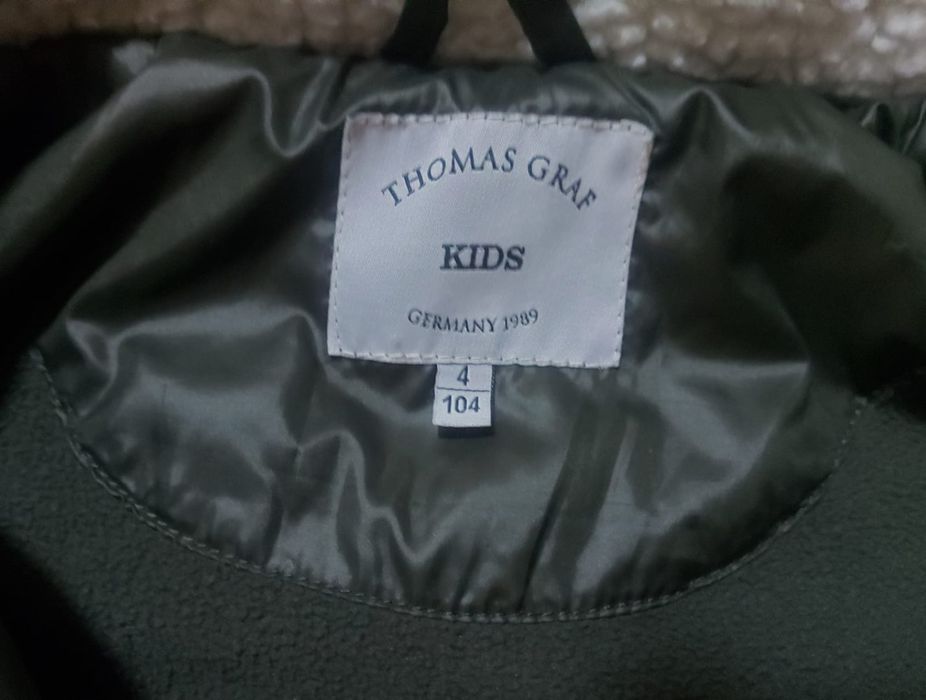 THOMAS GRAF
KIDS
GERMANY 1989
4
104